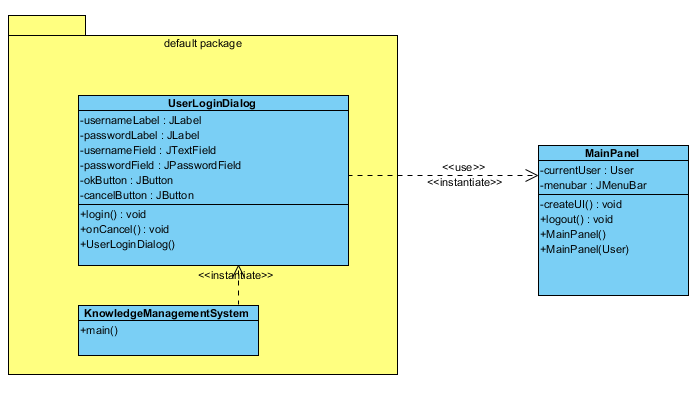 default package
UserLoginDialog
-usernameLabel : JLabel
-passwordLabel : JLabel
-usernameField : JTextField
-passwordField : JPasswordField
-okButton : JButton
-cancelButton : JButton
+login() : void
+onCancel() : void
+UserLoginDialog()
<<use>>
<<instantiate>>
MainPanel
-currentUser : User
-menubar : JMenuBar
-createUI() : void
+logout() : void
+MainPanel()
+MainPanel(User)
<<instantiate>>
KnowledgeManagementSystem
+main()